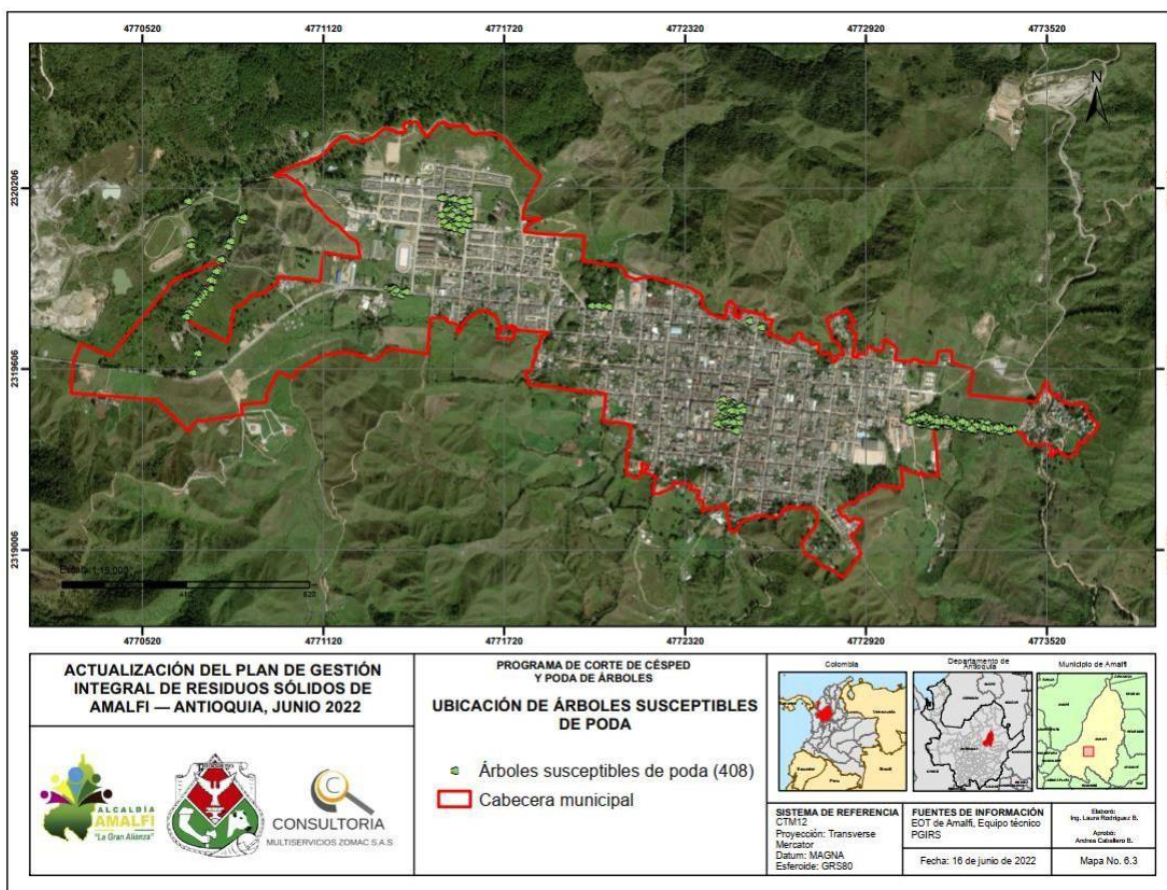 4770520 4771120 4771720 4772320 4772920 4773520
2320206
2319606
2319006
N
4770520 4771120 4771720 4772320 4772920 4773520
ACTUALIZACIÓN DEL PLAN DE GESTIÓN
INTEGRAL DE RESIDUOS SÓLIDOS DE
AMALFI — ANTIOQUIA, JUNIO 2022
ALCALDÍA
AMALFI
"La Gran Alianza"
CONSULTORIA
MULTISERVICIOS ZOMAC S.A.S
PROGRAMA DE CORTE DE CÉSPED
Y PODA DE ÁRBOLES
UBICACIÓN DE ÁRBOLES SUSCEPTIBLES
DE PODA
Árboles susceptibles de poda (408)
Cabecera municipal
Colombia
Departamento de
Antioquia
Municipio de Amalfi
SISTEMA DE REFERENCIA
CTM12
Proyección: Transverse
Mercator
Datum: MAGNA
Esferoide: GRS80
FUENTES DE INFORMACIÓN
EOT de Amalfi, Equipo técnico
PGIRS
Fecha: 16 de junio de 2022
Elaboró:
Ing. Laura Rodríguez B.
Aprobó:
Andrea Caballero B.
Mapa No. 6.3